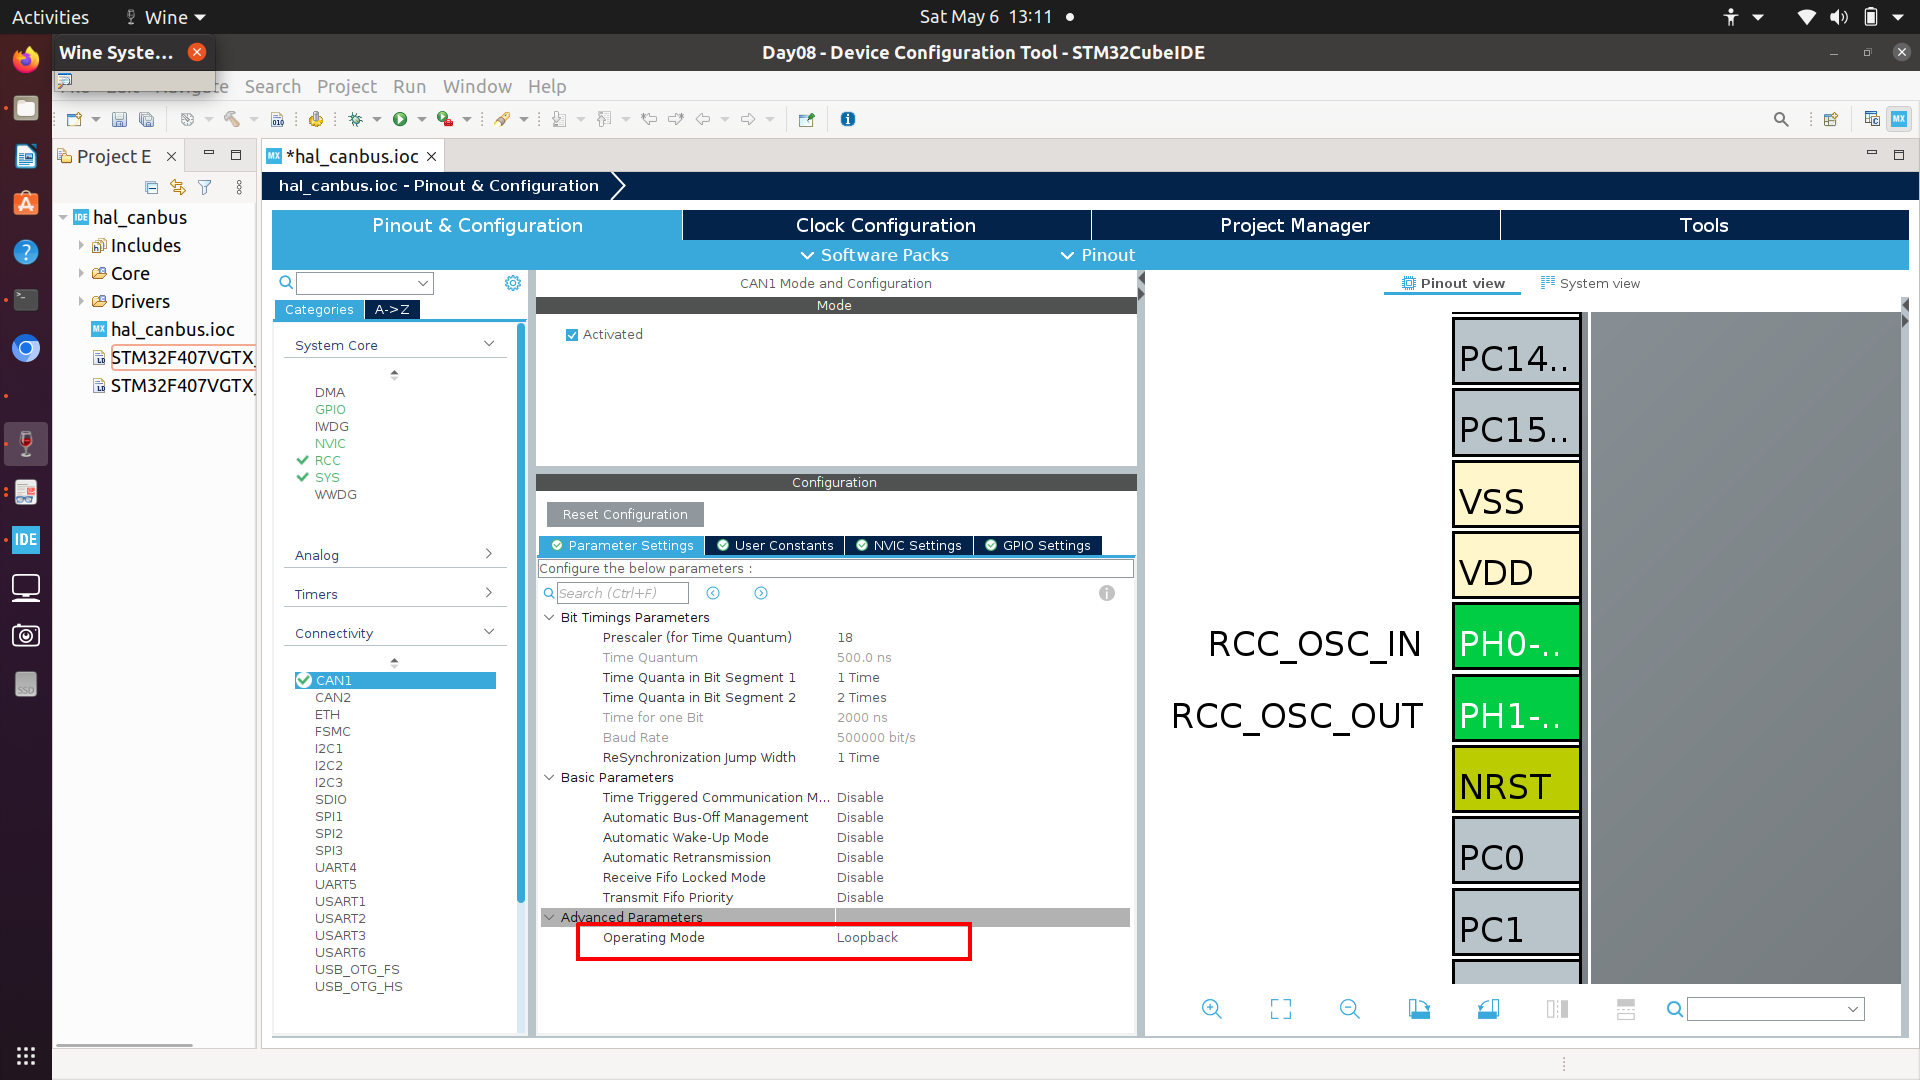 Activities
Wine
Sat May 6 13:11
Wine Syste...
Day08 - Device Configuration Tool - STM32CubeIDE
Search Project Run Window Help
Project E
*hal_canbus.ioc
hal_canbus.ioc - Pinout & Configuration
Pinout & Configuration
Clock Configuration
Project Manager
Tools
Software Packs
Pinout
IDE hal_canbus
Includes
Core
Drivers
MX hal_canbus.ioc
STM32F407VGTX_
STM32F407VGTX_
Categories
A->Z
System Core
DMA
GPIO
IWDG
NVIC
RCC
SYS
WWDG
Analog
Timers
Connectivity
CAN1
CAN2
ETH
FSMC
I2C1
I2C2
I2C3
SDIO
SPI1
SPI2
SPI3
UART4
UART5
USART1
USART2
USART3
USART6
USB_OTG_FS
USB_OTG_HS
CAN1 Mode and Configuration
Mode
Activated
Configuration
Reset Configuration
Parameter Settings
User Constants
NVIC Settings
GPIO Settings
Configure the below parameters :
Search (Ctrl+F)
Bit Timings Parameters
Prescaler (for Time Quantum) 18
Time Quantum 500.0 ns
Time Quanta in Bit Segment 1 1 Time
Time Quanta in Bit Segment 2 2 Times
Time for one Bit 2000 ns
Baud Rate 500000 bit/s
ReSynchronization Jump Width 1 Time
Basic Parameters
Time Triggered Communication M... Disable
Automatic Bus-Off Management Disable
Automatic Wake-Up Mode Disable
Automatic Retransmission Disable
Receive Fifo Locked Mode Disable
Transmit Fifo Priority Disable
Advanced Parameters
Operating Mode Loopback
Pinout view
System view
PC14..
PC15..
VSS
VDD
RCC_OSC_IN PH0-..
RCC_OSC_OUT PH1-..
NRST
PC0
PC1
IDE
SSD